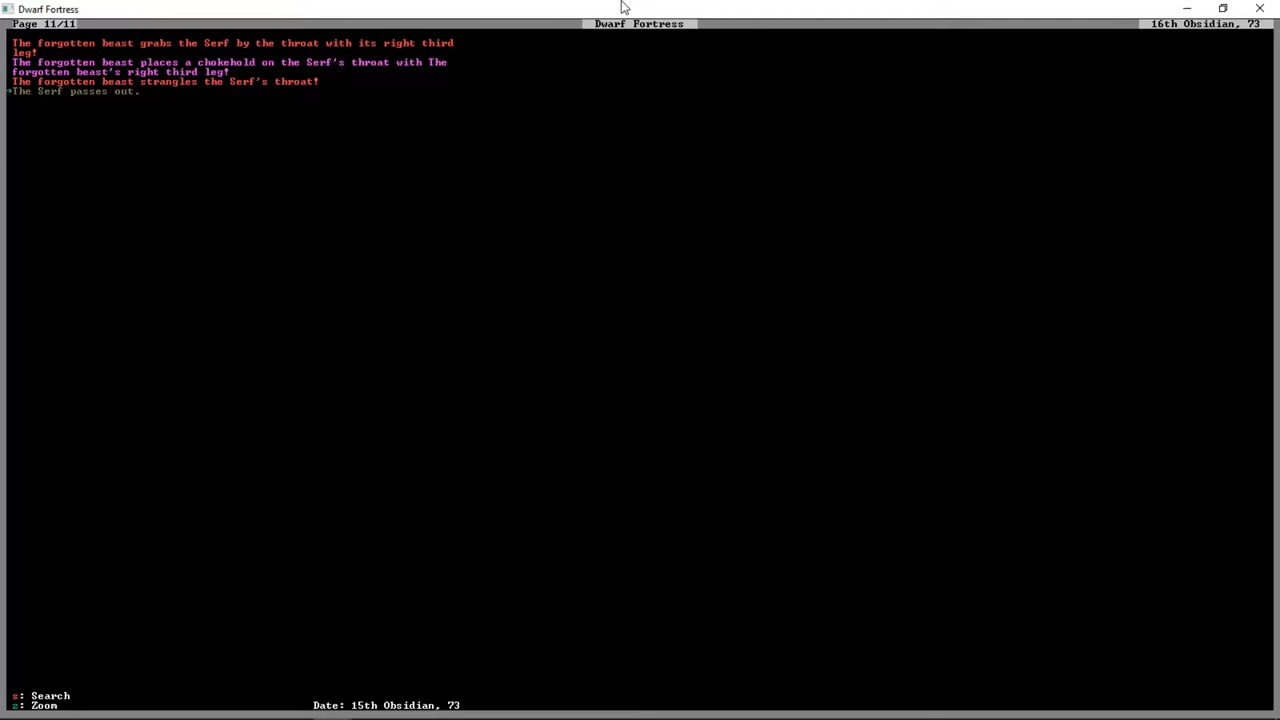 Dwarf Fortress
Page 11/11
Dwarf Fortress
16th Obsidian, 73
The forgotten beast grabs the Serf by the throat with its right third
leg!
The forgotten beast places a chokehold on the Serf's throat with The
forgotten beast's right third leg!
The forgotten beast strangles the Serf's throat!
The Serf passes out.
s: Search
z: Zoom
Date: 15th Obsidian, 73